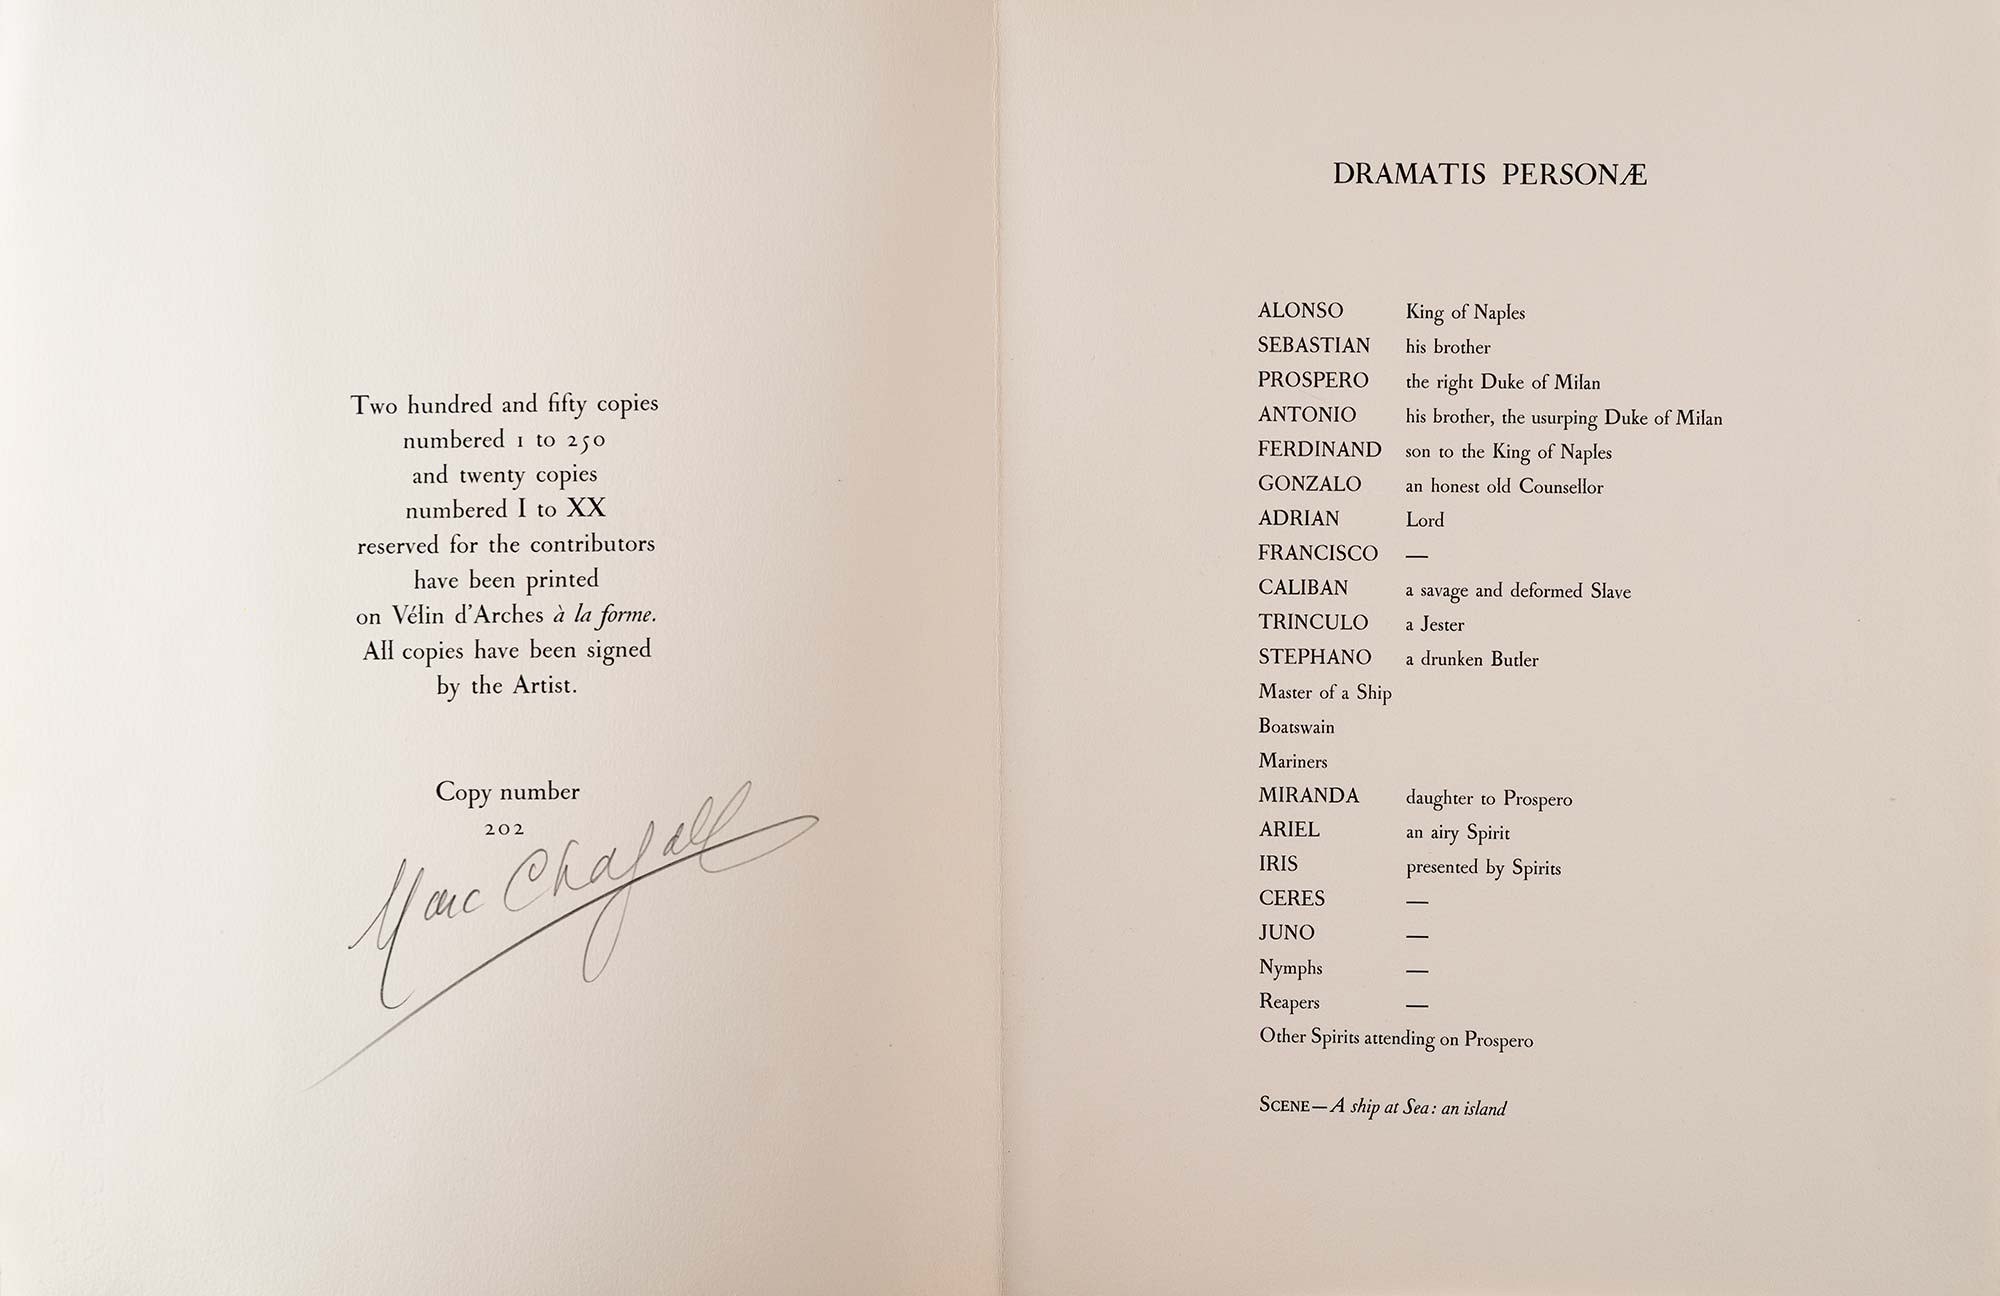 Two hundred and fifty copies
numbered 1 to 250
and twenty copies
numbered I to XX
reserved for the contributors
have been printed
on Vélin d'Arches à la forme.
All copies have been signed
by the Artist.
Copy number
202
Marc Chagall
DRAMATIS PERSONÆ
ALONSO King of Naples
SEBASTIAN his brother
PROSPERO the right Duke of Milan
ANTONIO his brother, the usurping Duke of Milan
FERDINAND son to the King of Naples
GONZALO an honest old Counsellor
ADRIAN Lord
FRANCISCO —
CALIBAN a savage and deformed Slave
TRINCULO a Jester
STEPHANO a drunken Butler
Master of a Ship
Boatswain
Mariners
MIRANDA daughter to Prospero
ARIEL an airy Spirit
IRIS presented by Spirits
CERES —
JUNO —
Nymphs —
Reapers —
Other Spirits attending on Prospero
SCENE—A ship at Sea: an island